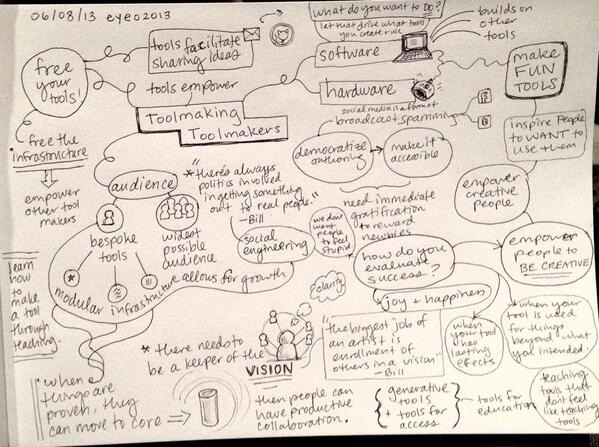 06/08/13 eyeo2013
what do you want to DO?
let that drive what tools
you create + use
builds on
other
tools
free
your
tools!
tools facilitate
sharing ideas
tools empower
software
hardware
make
FUN
TOOLS
Toolmaking
Toolmakers
social media is a form of
broadcast spamming
inspire people
to WANT to
use them
free the
infrastructure
empower
other tool
makers
audience
bespoke
tools
widest
possible
audience
modular infrastructure allows for growth
* "there's always
politics involved
in getting something
out to real people."
- Bill
social
engineering
democratize
authoring
make it
accessible
we don't
want
people
to feel
stupid
need immediate
gratification
to reward
newbies
how do you
evaluate
success?
empower
creative
people
empower
people to
BE CREATIVE
learn
how
to
make
a tool
through
teaching.
polarity
joy + happiness
when
your tool
has
lasting
effects
when your
tool is used
for things
beyond what
you intended
"the biggest job of
an artist is
enrollment of
others in a vision"
- Bill
* there needs to
be a keeper of the
VISION
then people can
have productive
collaboration.
when
things are
proven, they
can move to core
generative
tools
+ tools for
access
tools for
education
teaching
tools that
don't feel
like teaching
tools